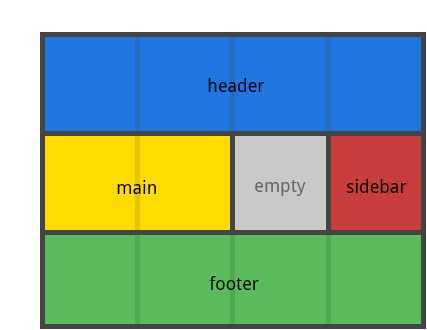 header
main
empty
sidebar
footer